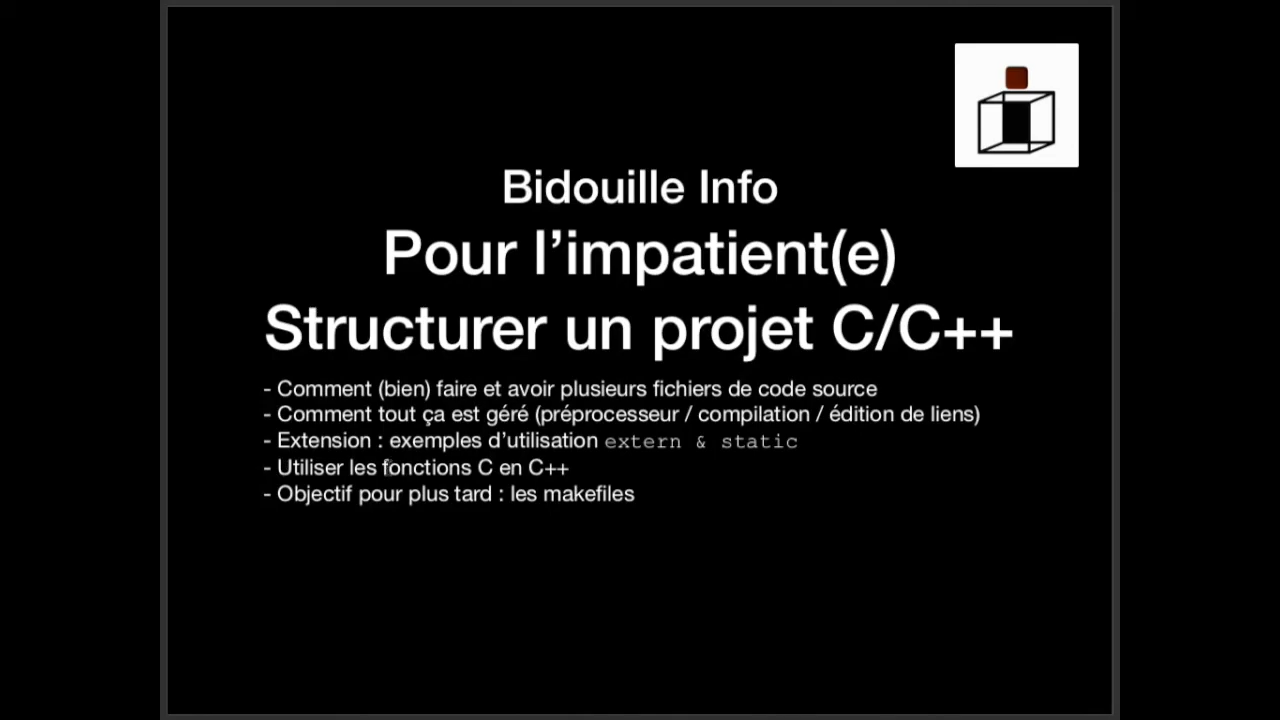 Bidouille Info
Pour l’impatient(e)
Structurer un projet C/C++
- Comment (bien) faire et avoir plusieurs fichiers de code source
- Comment tout ça est géré (préprocesseur / compilation / édition de liens)
- Extension : exemples d’utilisation extern & static
- Utiliser les fonctions C en C++
- Objectif pour plus tard : les makefiles